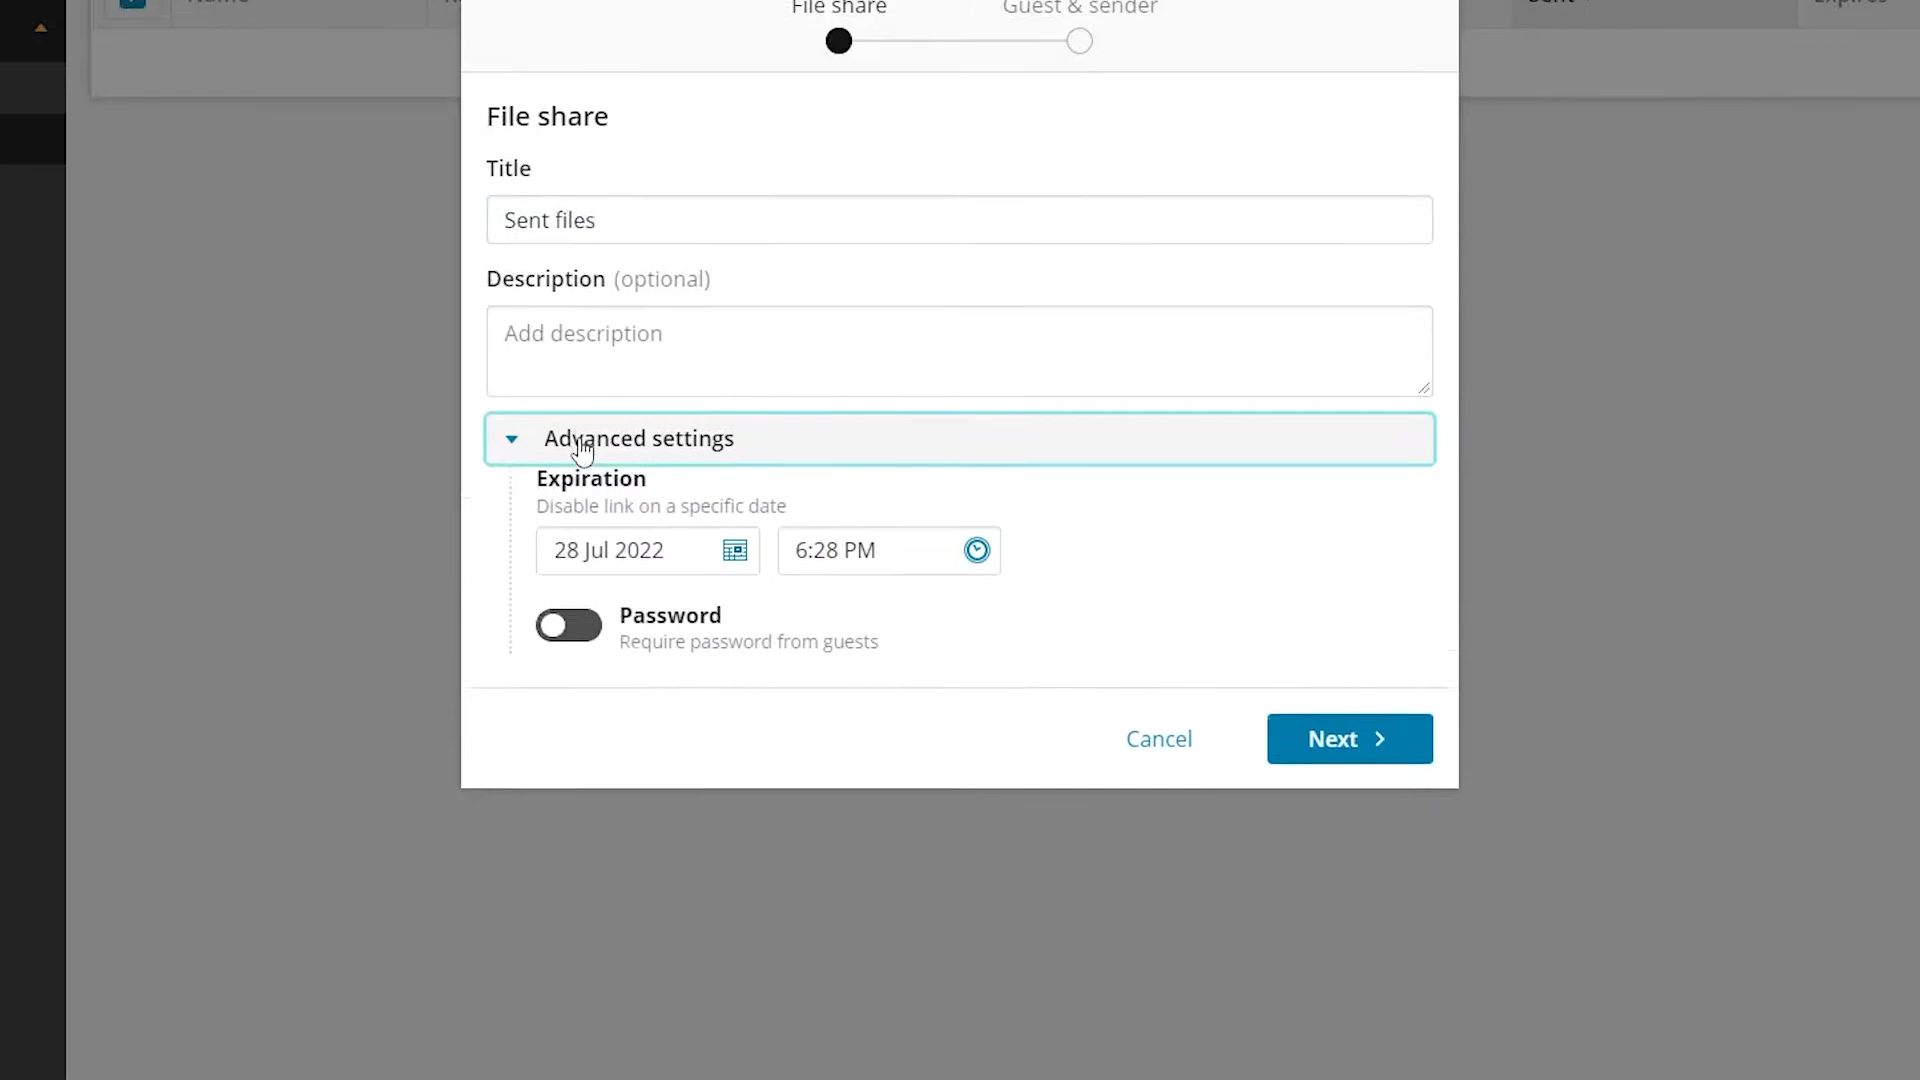 File share
Guest & sender
File share
Title
Sent files
Description (optional)
Add description
Advanced settings
Expiration
Disable link on a specific date
28 Jul 2022
6:28 PM
Password
Require password from guests
Cancel
Next